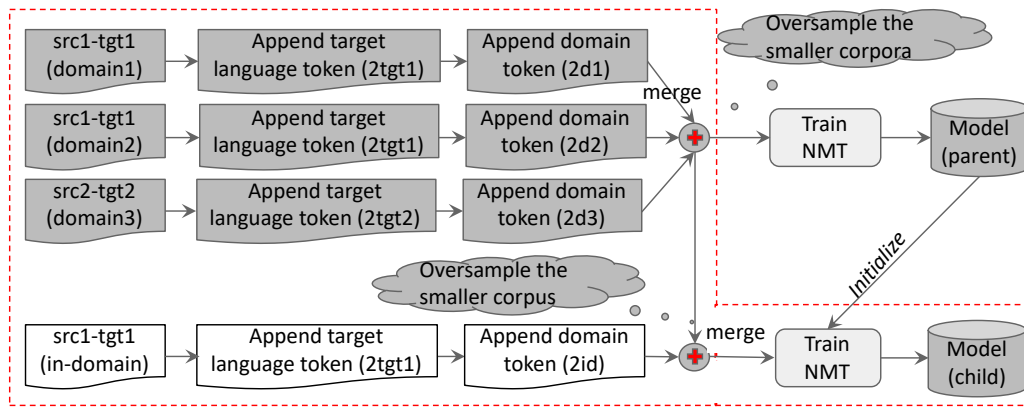 src1-tgt1
(domain1)
Append target
language token (2tgt1)
Append domain
token (2d1)
Oversample the
smaller corpora
merge
src1-tgt1
(domain2)
Append target
language token (2tgt1)
Append domain
token (2d2)
Train
NMT
Model
(parent)
src2-tgt2
(domain3)
Append target
language token (2tgt2)
Append domain
token (2d3)
Initialize
Oversample the
smaller corpus
src1-tgt1
(in-domain)
Append target
language token (2tgt1)
Append domain
token (2id)
merge
Train
NMT
Model
(child)